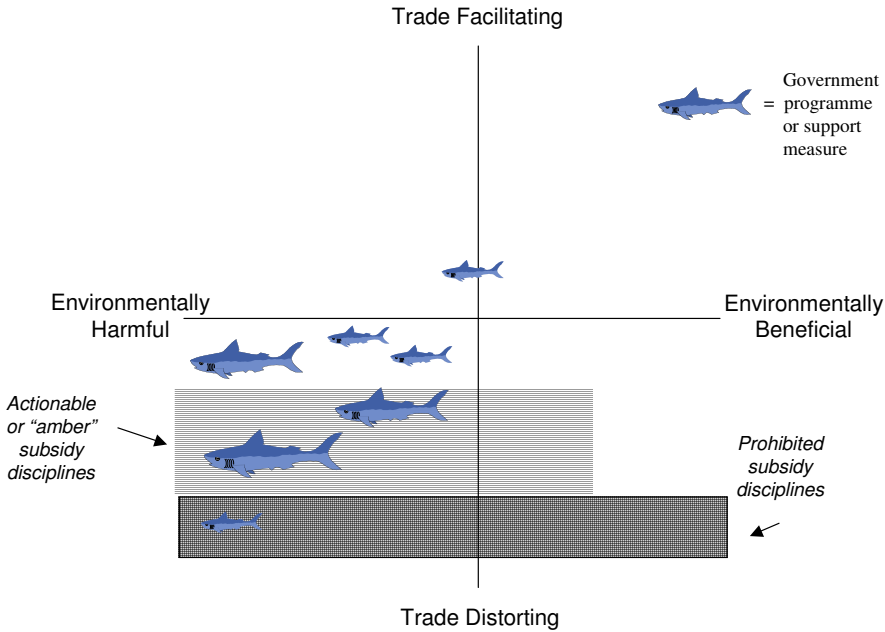 Trade Facilitating
=
Government
programme
or support
measure
Environmentally
Harmful
Environmentally
Beneficial
Actionable
or “amber”
subsidy
disciplines
Prohibited
subsidy
disciplines
Trade Distorting